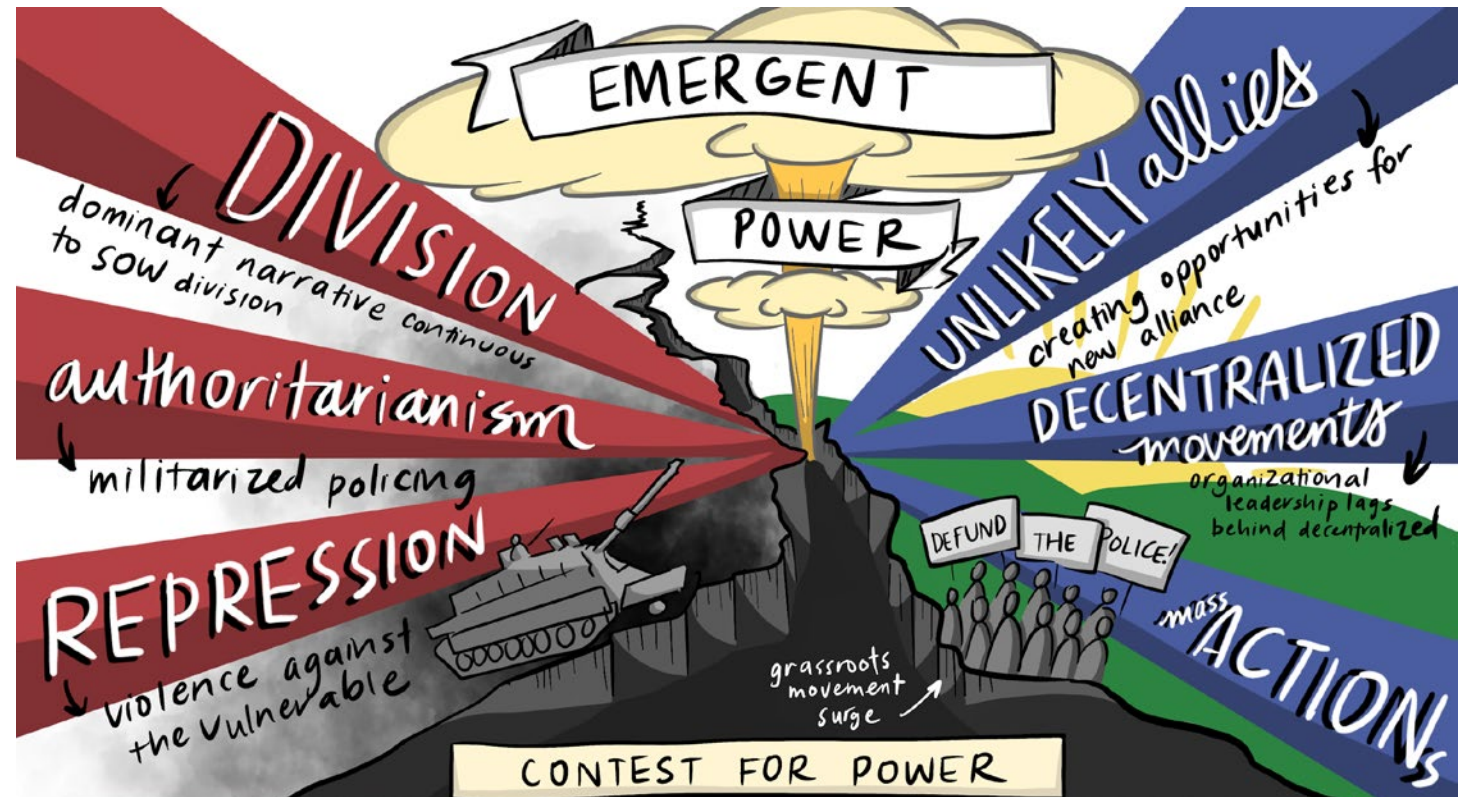 EMERGENT
POWER
DIVISION
dominant narrative continuous
to sow division
authoritarianism
militarized policing
REPRESSION
violence against
the vulnerable
UNLIKELY allies
creating opportunities for
new alliance
DECENTRALIZED
movements
organizational
leadership lags
behind decentralized
DEFUND
THE
POLICE!
mass
ACTIONs
grassroots
movement
surge
CONTEST FOR POWER